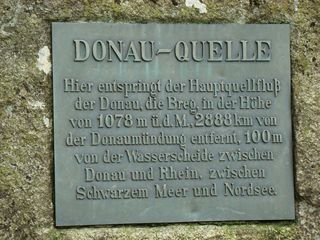 DONAU-QUELLE
Hier entspringt der Hauptquellfluß
der Donau, die Breg, in der Höhe
von 1078 m ü.d.M., 2888 km von
der Donaumündung entfernt, 100 m
von der Wasserscheide zwischen
Donau und Rhein, zwischen
Schwarzem Meer und Nordsee.